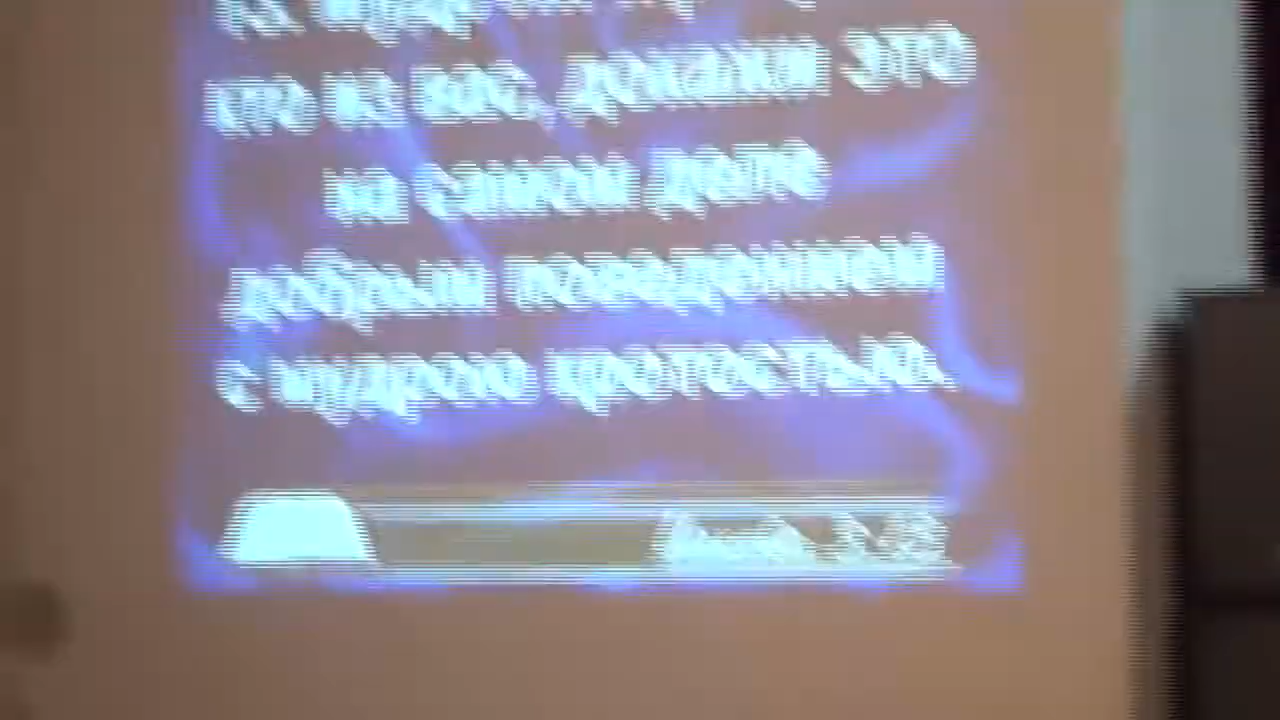 кто из вас, докажи это
на самом деле
добрым поведением
с мудрою кротостью.